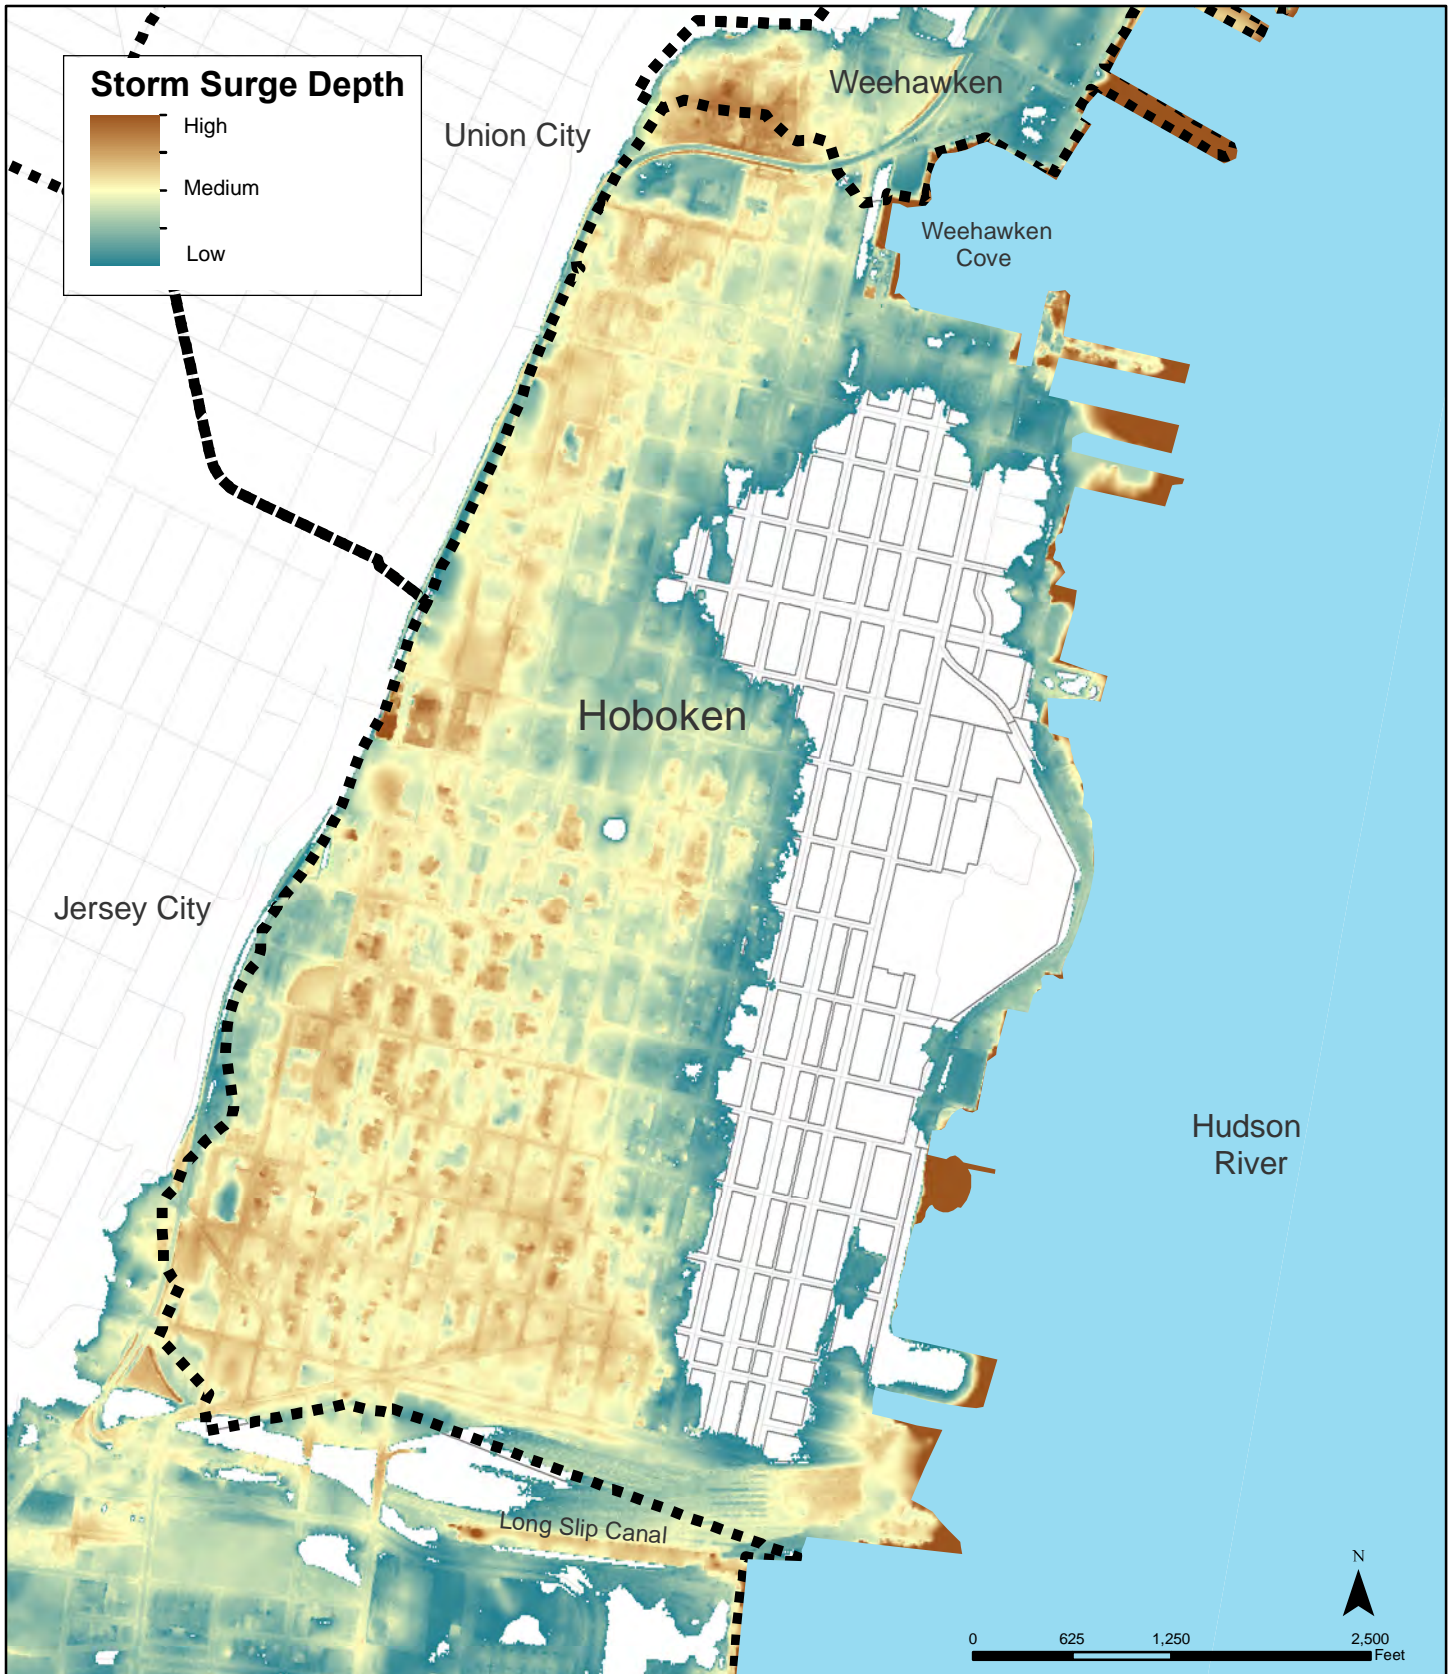 Storm Surge Depth
High
Medium
Low
Weehawken
Union City
Weehawken
Cove
Hoboken
Jersey City
Hudson
River
Long Slip Canal
N
0 625 1,250 2,500
Feet